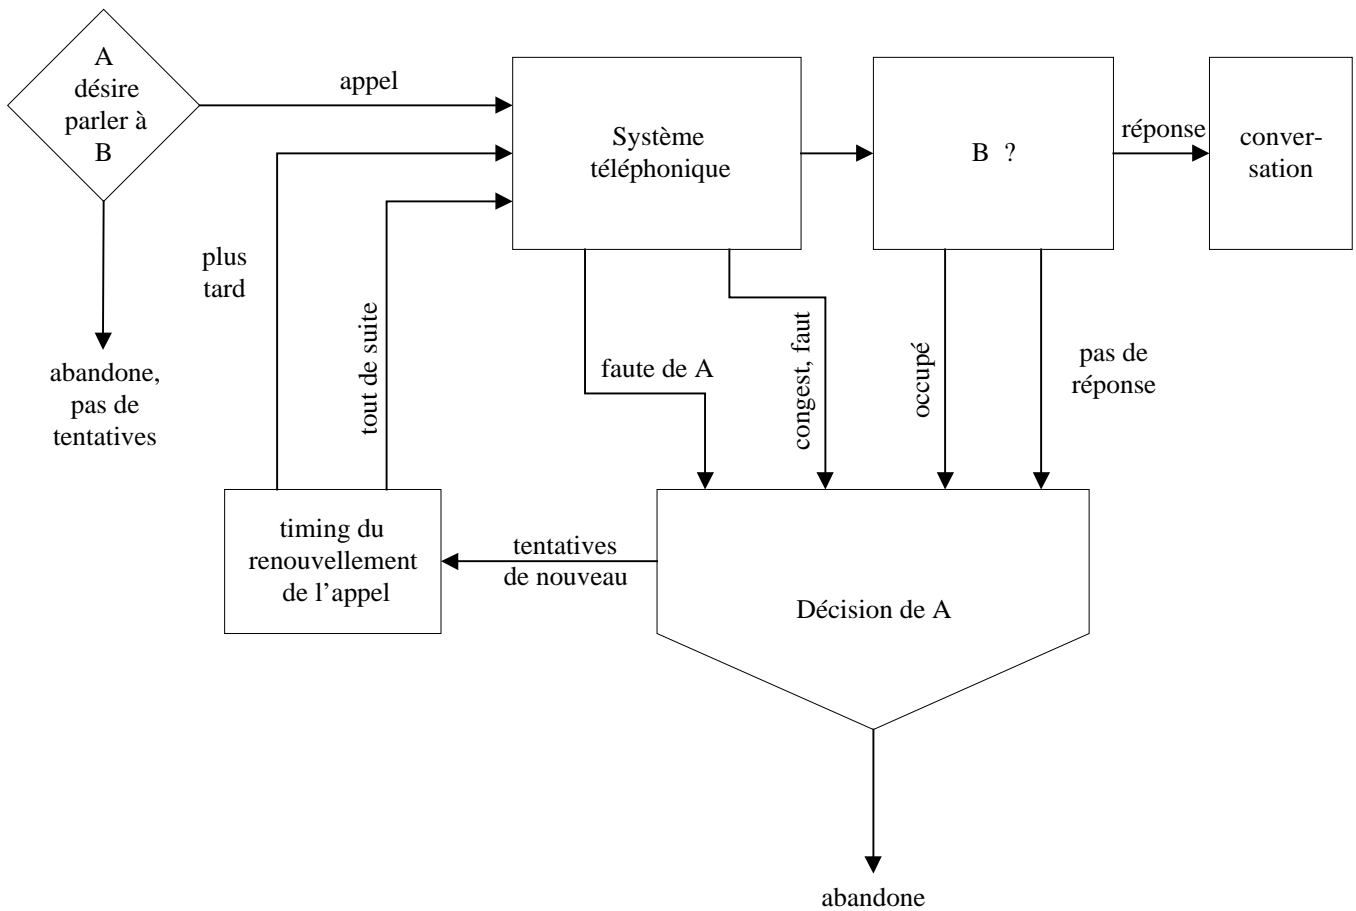 A
désire
parler à
B
appel
Système
téléphonique
B ?
réponse
conver-
sation
plus
tard
tout de suite
faute de A
congest, faut
occupé
pas de
réponse
abandone,
pas de
tentatives
timing du
renouvellement
de l’appel
tentatives
de nouveau
Décision de A
abandone